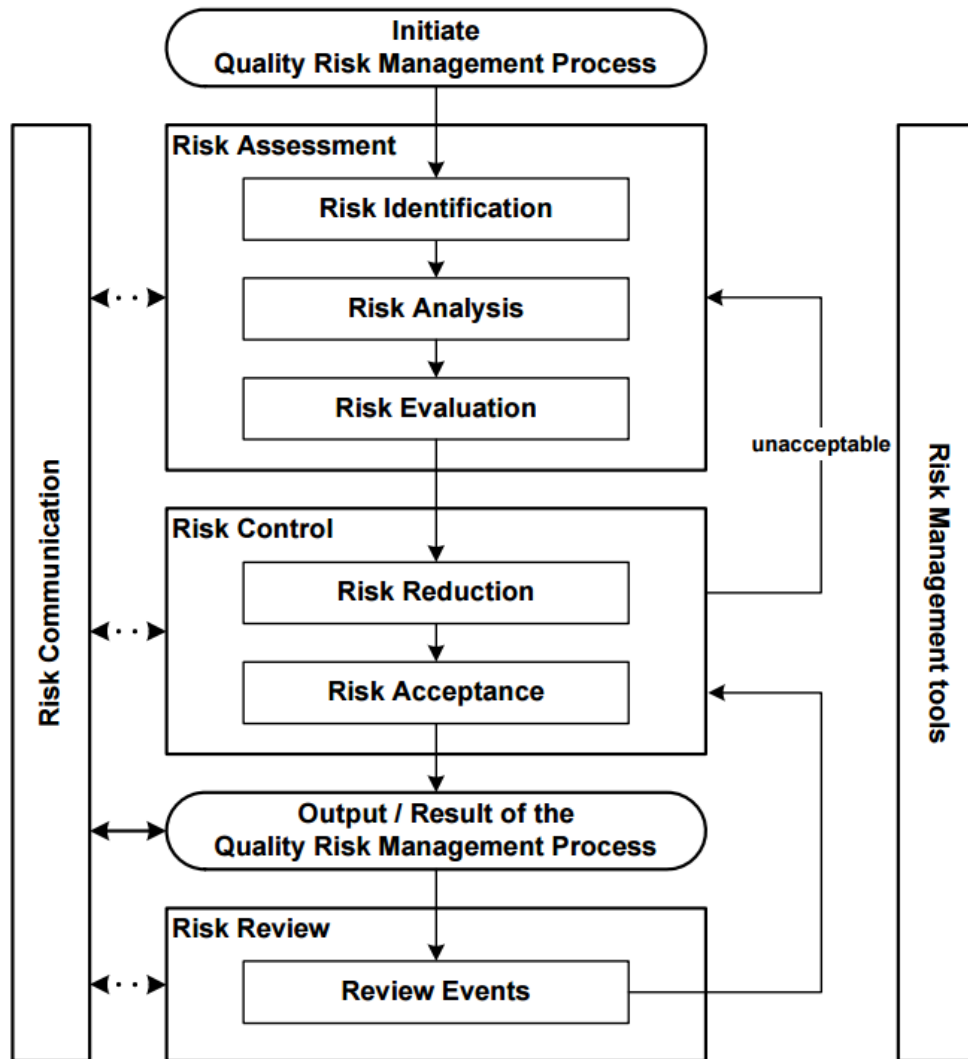 Initiate
Quality Risk Management Process
Risk Assessment
Risk Identification
Risk Analysis
Risk Evaluation
unacceptable
Risk Communication
Risk Management tools
Risk Control
Risk Reduction
Risk Acceptance
Output / Result of the
Quality Risk Management Process
Risk Review
Review Events